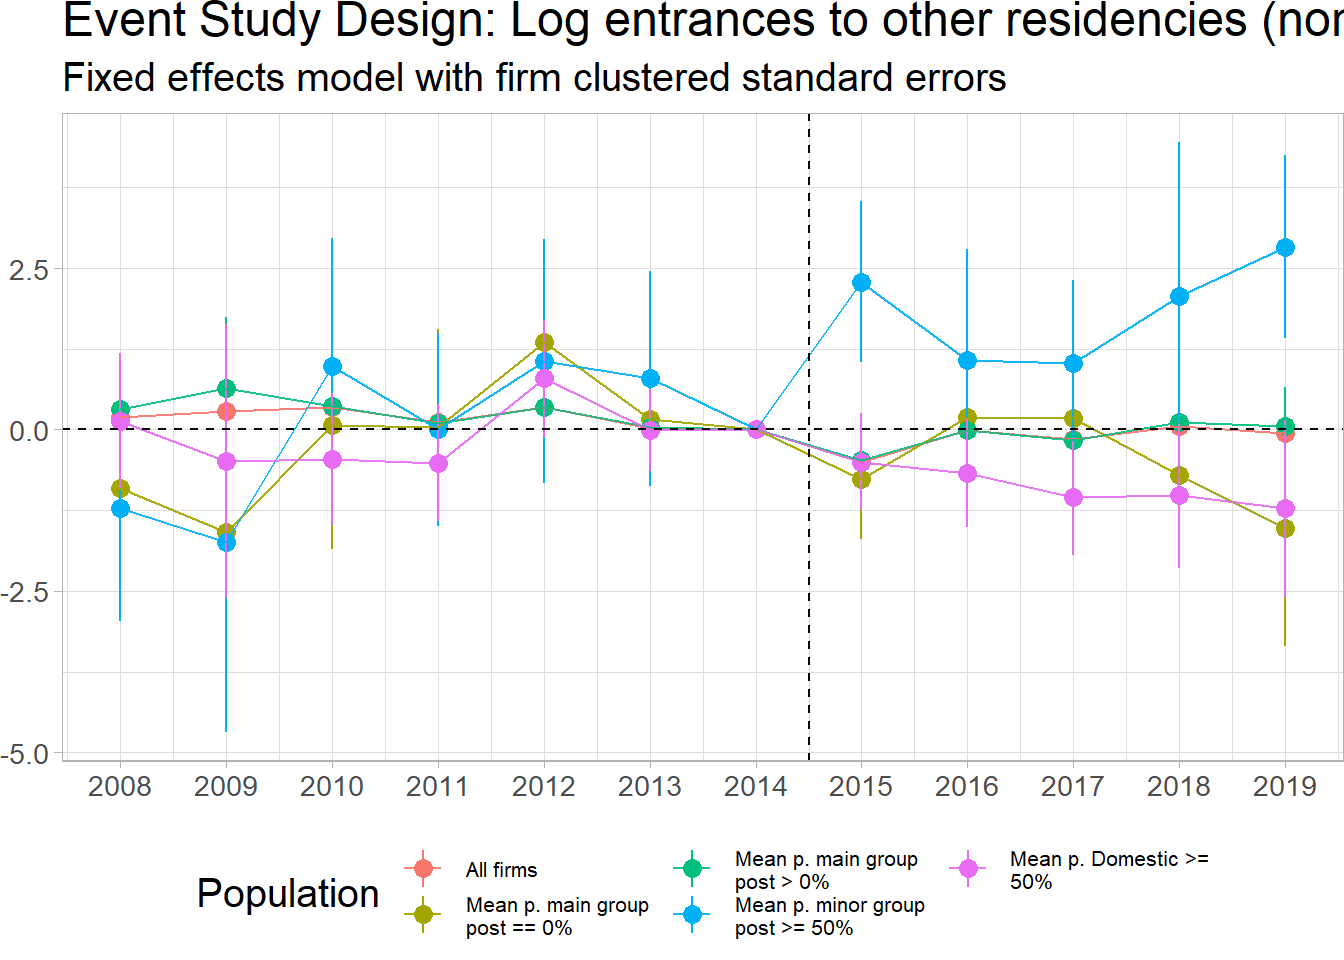 Event Study Design: Log entrances to other residencies (nor
Fixed effects model with firm clustered standard errors
2.5
0.0
-2.5
-5.0
2008 2009 2010 2011 2012 2013 2014 2015 2016 2017 2018 2019
Population
All firms
Mean p. main group
post == 0%
Mean p. main group
post > 0%
Mean p. minor group
post >= 50%
Mean p. Domestic >=
50%